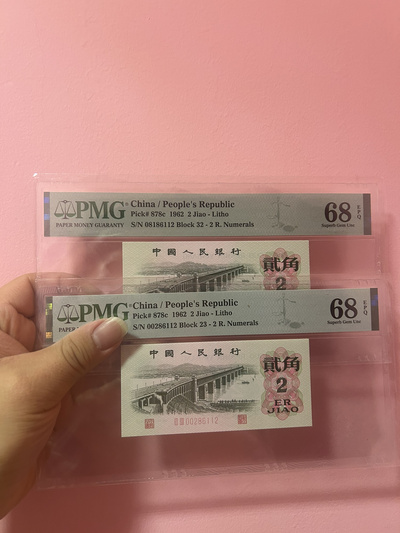 PMG
PAPER MONEY GUARANTY
China / People's Republic
Pick# 878c 1962 2 Jiao - Litho
S/N 08186112 Block 32 - 2 R. Numerals
68 EPQ
Superb Gem Unc
中國人民銀行
貳角
2
PMG
PAPER
China / People's Republic
Pick# 878c 1962 2 Jiao - Litho
S/N 00286112 Block 23 - 2 R. Numerals
68 EPQ
Superb Gem Unc
中國人民銀行
貳角
2
ER
JIAO
00286112